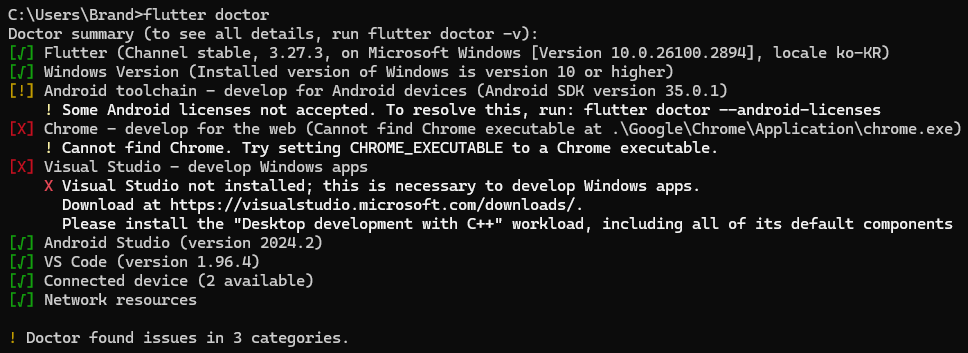 C:\Users\Brand>flutter doctor
Doctor summary (to see all details, run flutter doctor -v):
[√] Flutter (Channel stable, 3.27.3, on Microsoft Windows [Version 10.0.26100.2894], locale ko-KR)
[√] Windows Version (Installed version of Windows is version 10 or higher)
[!] Android toolchain - develop for Android devices (Android SDK version 35.0.1)
    ! Some Android licenses not accepted. To resolve this, run: flutter doctor --android-licenses
[X] Chrome - develop for the web (Cannot find Chrome executable at .\Google\Chrome\Application\chrome.exe)
    ! Cannot find Chrome. Try setting CHROME_EXECUTABLE to a Chrome executable.
[X] Visual Studio - develop Windows apps
    X Visual Studio not installed; this is necessary to develop Windows apps.
      Download at https://visualstudio.microsoft.com/downloads/.
      Please install the "Desktop development with C++" workload, including all of its default components
[√] Android Studio (version 2024.2)
[√] VS Code (version 1.96.4)
[√] Connected device (2 available)
[√] Network resources
! Doctor found issues in 3 categories.